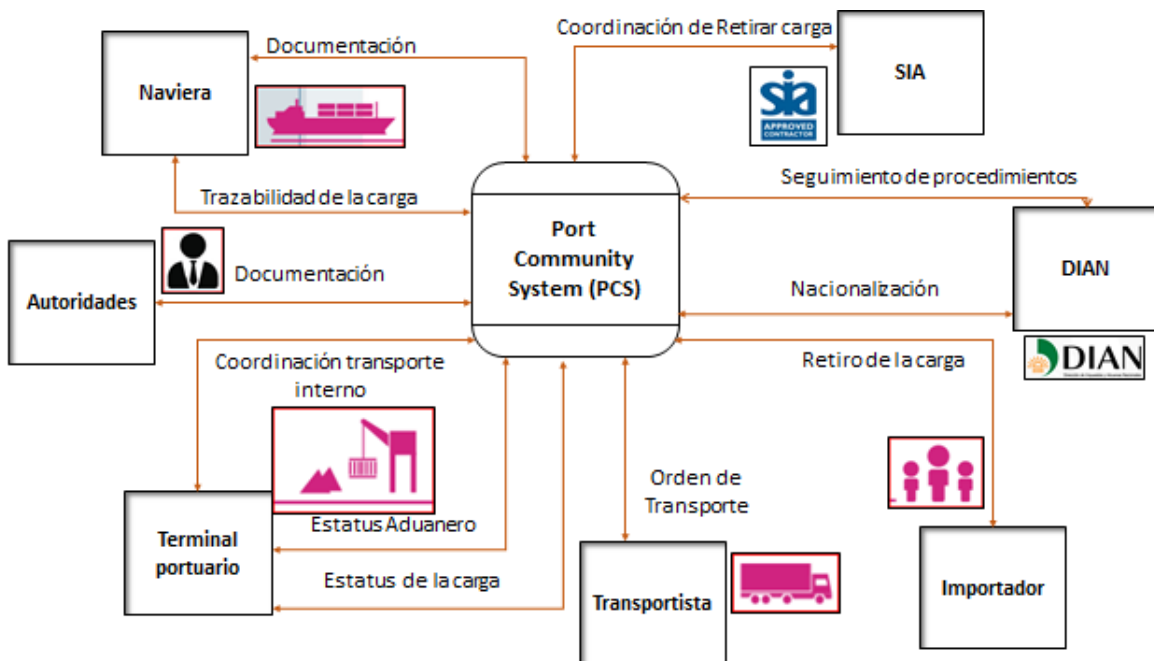 Documentación
Coordinación de Retirar carga
Naviera
SIA
sia
APPROVED
CONTRACTOR
Trazabilidad de la carga
Seguimiento de procedimientos
Port
Community
System (PCS)
Autoridades
Documentación
DIAN
Nacionalización
DIAN
Coordinación transporte
interno
Retiro de la carga
Orden de
Transporte
Estatus Aduanero
Terminal
portuario
Estatus de la carga
Transportista
Importador